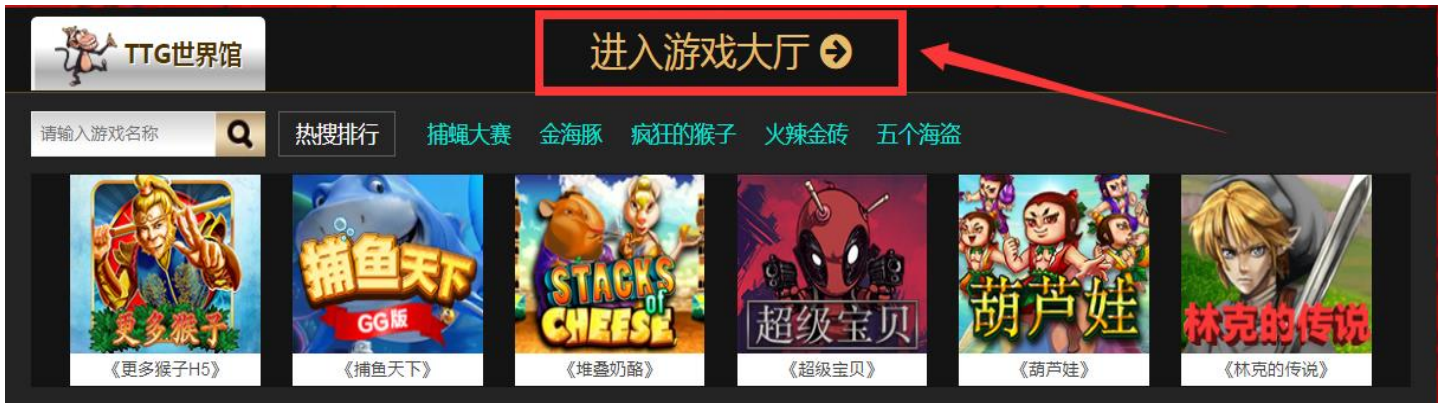 TTG世界馆
进入游戏大厅
请输入游戏名称
热搜排行 捕蝇大赛 金海豚 疯狂的猴子 火辣金砖 五个海盗
更多猴子
捕鱼天下
GG版
STACKS
of
CHEESE
超级宝贝
葫芦娃
林克的传说
《更多猴子H5》 《捕鱼天下》 《堆叠奶酪》 《超级宝贝》 《葫芦娃》 《林克的传说》